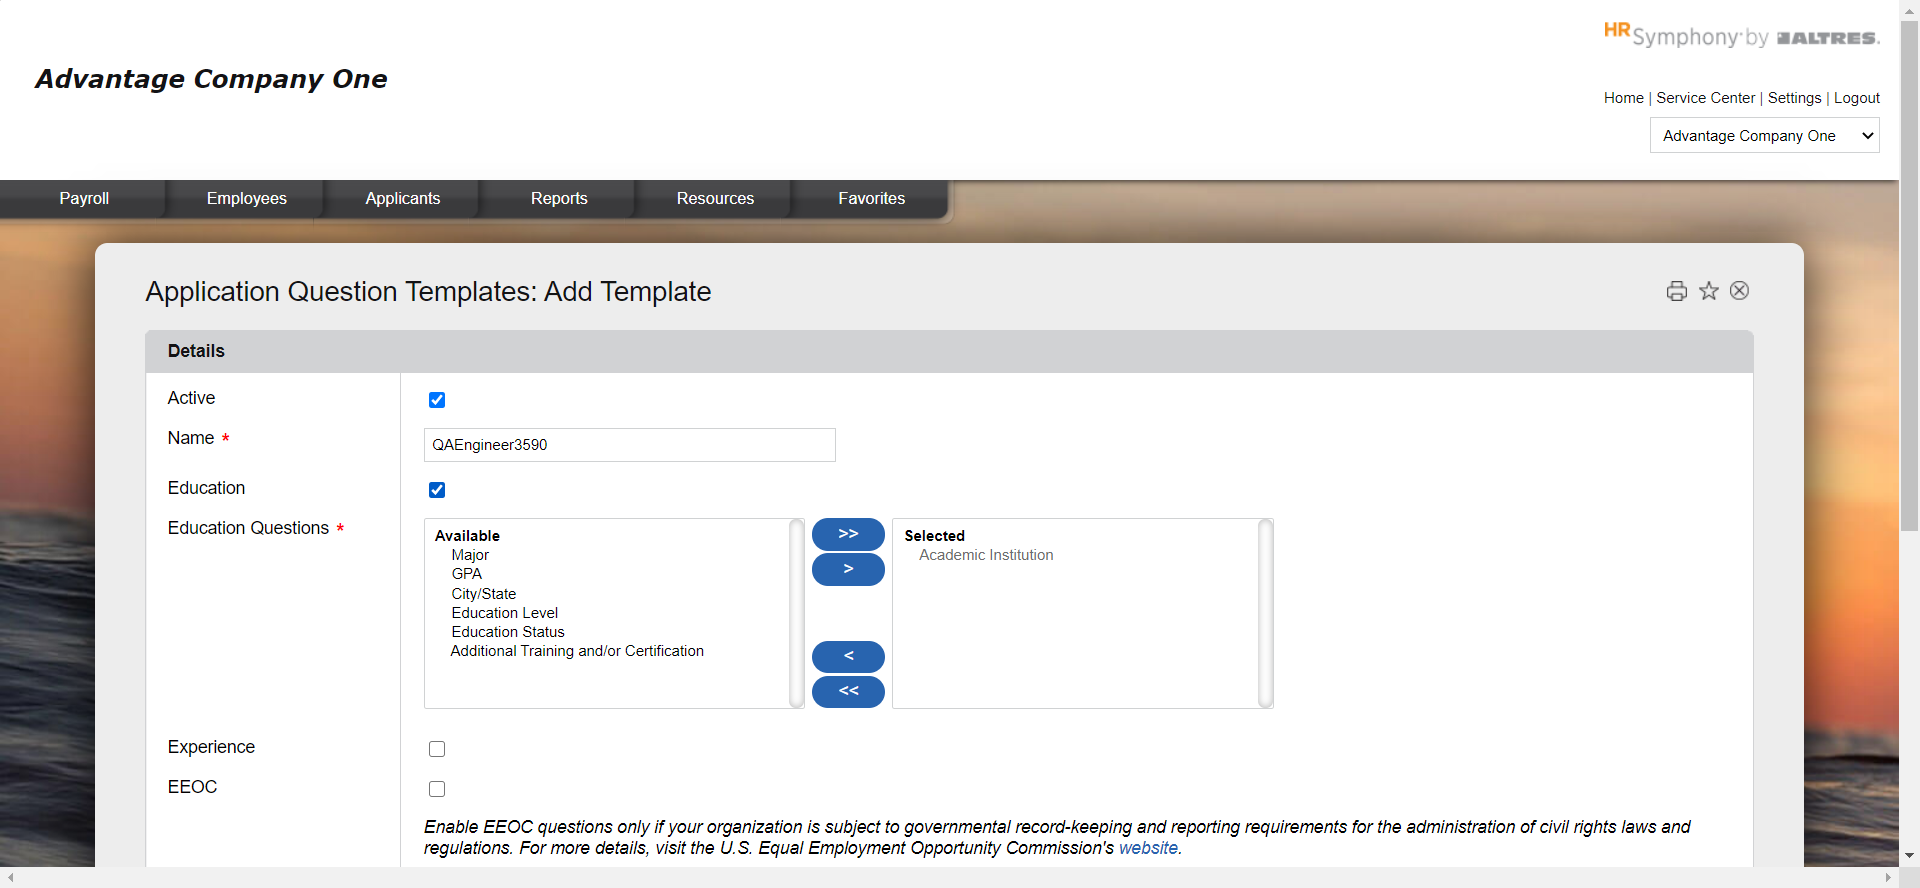 HR Symphony by ALTRES.
Advantage Company One
Home | Service Center | Settings | Logout
Advantage Company One
Payroll Employees Applicants Reports Resources Favorites
Application Question Templates: Add Template
Details
Active
Name *
QAEngineer3590
Education
Education Questions *
Available
Major
GPA
City/State
Education Level
Education Status
Additional Training and/or Certification
>>
>
<
<<
Selected
Academic Institution
Experience
EEOC
Enable EEOC questions only if your organization is subject to governmental record-keeping and reporting requirements for the administration of civil rights laws and
regulations. For more details, visit the U.S. Equal Employment Opportunity Commission's website.